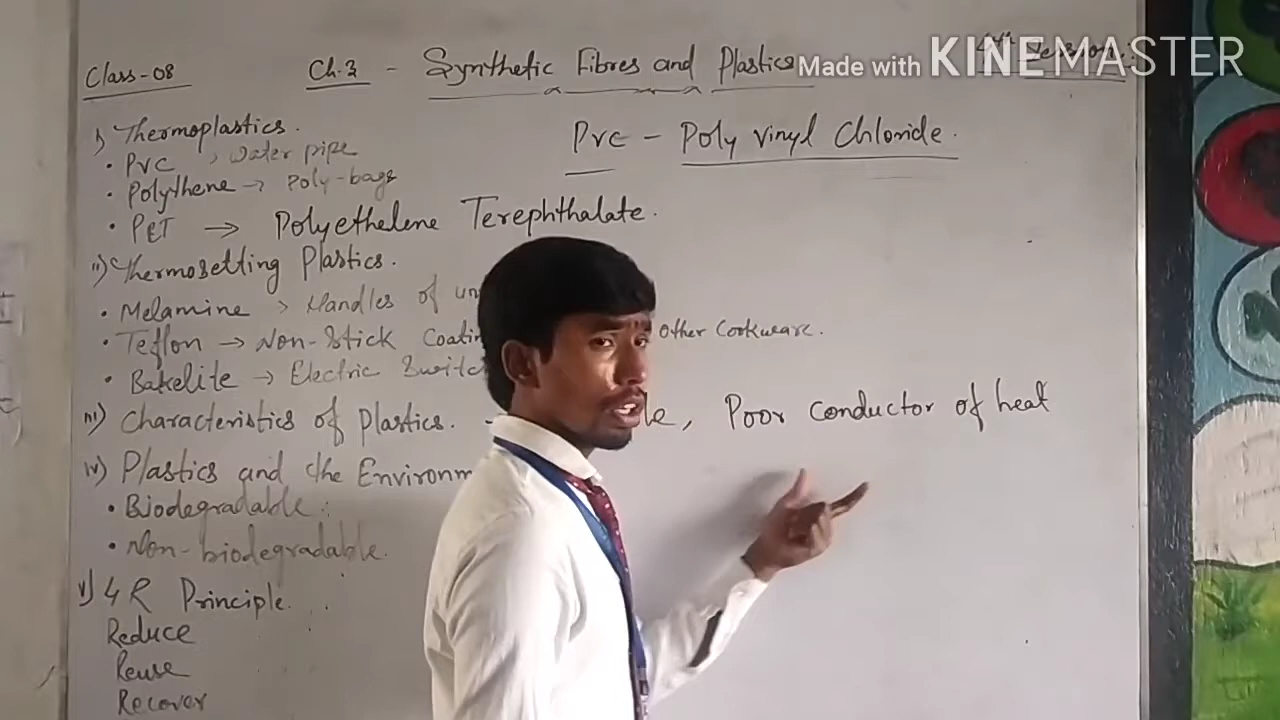 Class-08
Ch.3 - Synthetic Fibres and Plastics
Made with KINEMASTER
i) Thermoplastics.
PVC - Poly Vinyl Chloride.
• PVC , Water pipe
• Polythene → Poly-bags
• PET → Polyethelene Terephthalate.
ii) Thermosetting Plastics.
• Melamine > Handles of
• Teflon → Non-Stick Other Cookware.
• Bakelite → Electric
iii) Characteristics of Plastics. - , Poor conductor of heat
iv) Plastics and the
• Biodegradable:
• Non-biodegradable.
v) 4 R Principle.
Reduce
Reuse
Recover